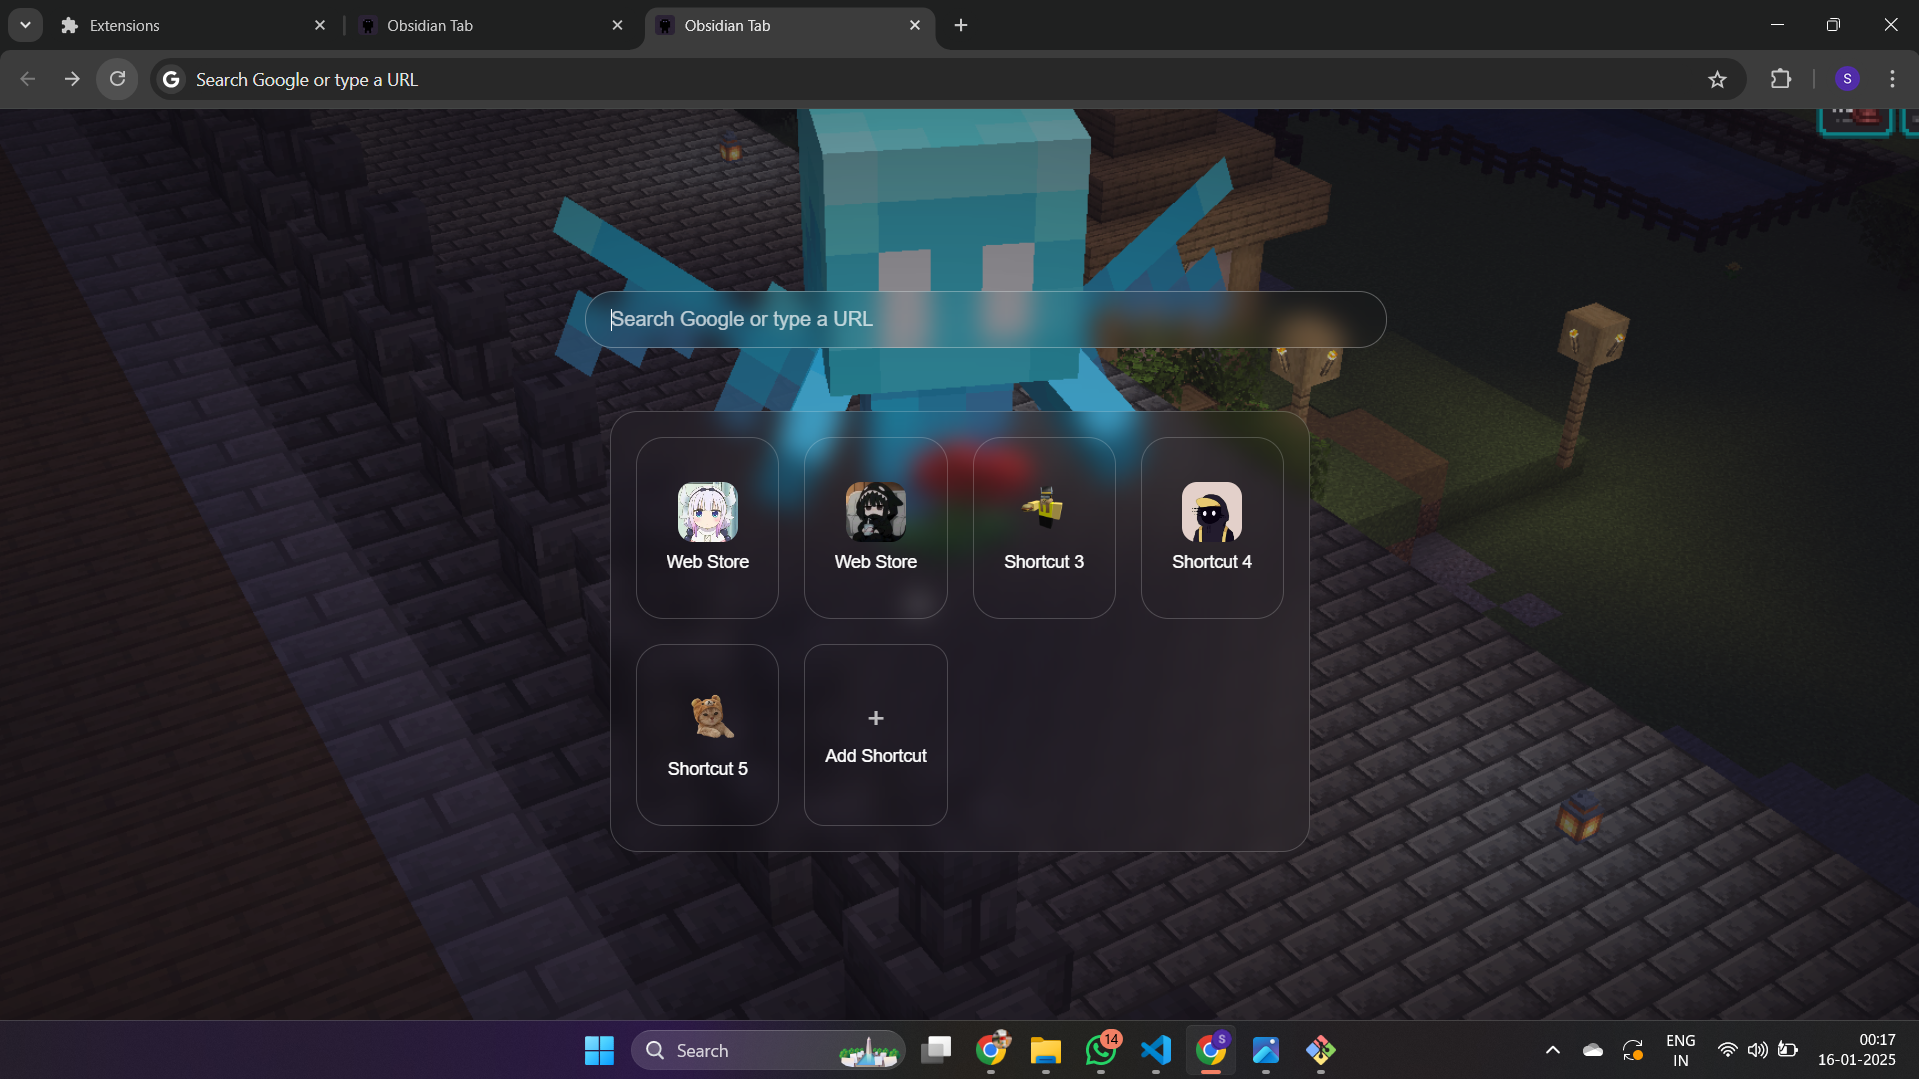 Extensions
Obsidian Tab
Obsidian Tab
Search Google or type a URL
S
Search Google or type a URL
Web Store
Web Store
Shortcut 3
Shortcut 4
Shortcut 5
+
Add Shortcut
Search
14
S
ENG
IN
00:17
16-01-2025